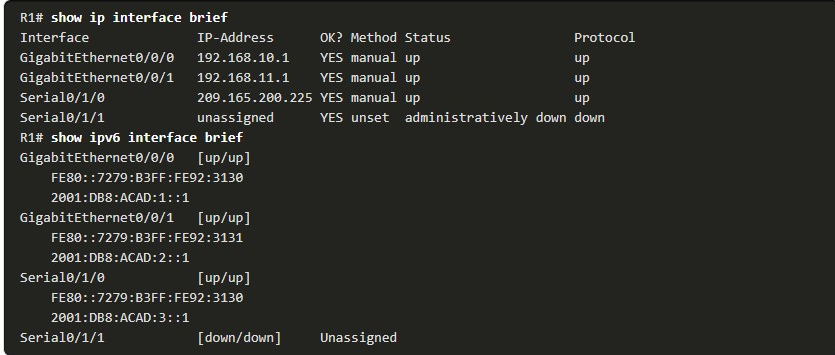 R1# show ip interface brief
Interface              IP-Address      OK? Method Status                Protocol
GigabitEthernet0/0/0   192.168.10.1    YES manual up                    up
GigabitEthernet0/0/1   192.168.11.1    YES manual up                    up
Serial0/1/0            209.165.200.225 YES manual up                    up
Serial0/1/1            unassigned      YES unset  administratively down down
R1# show ipv6 interface brief
GigabitEthernet0/0/0   [up/up]
    FE80::7279:B3FF:FE92:3130
    2001:DB8:ACAD:1::1
GigabitEthernet0/0/1   [up/up]
    FE80::7279:B3FF:FE92:3131
    2001:DB8:ACAD:2::1
Serial0/1/0            [up/up]
    FE80::7279:B3FF:FE92:3130
    2001:DB8:ACAD:3::1
Serial0/1/1            [down/down]     Unassigned